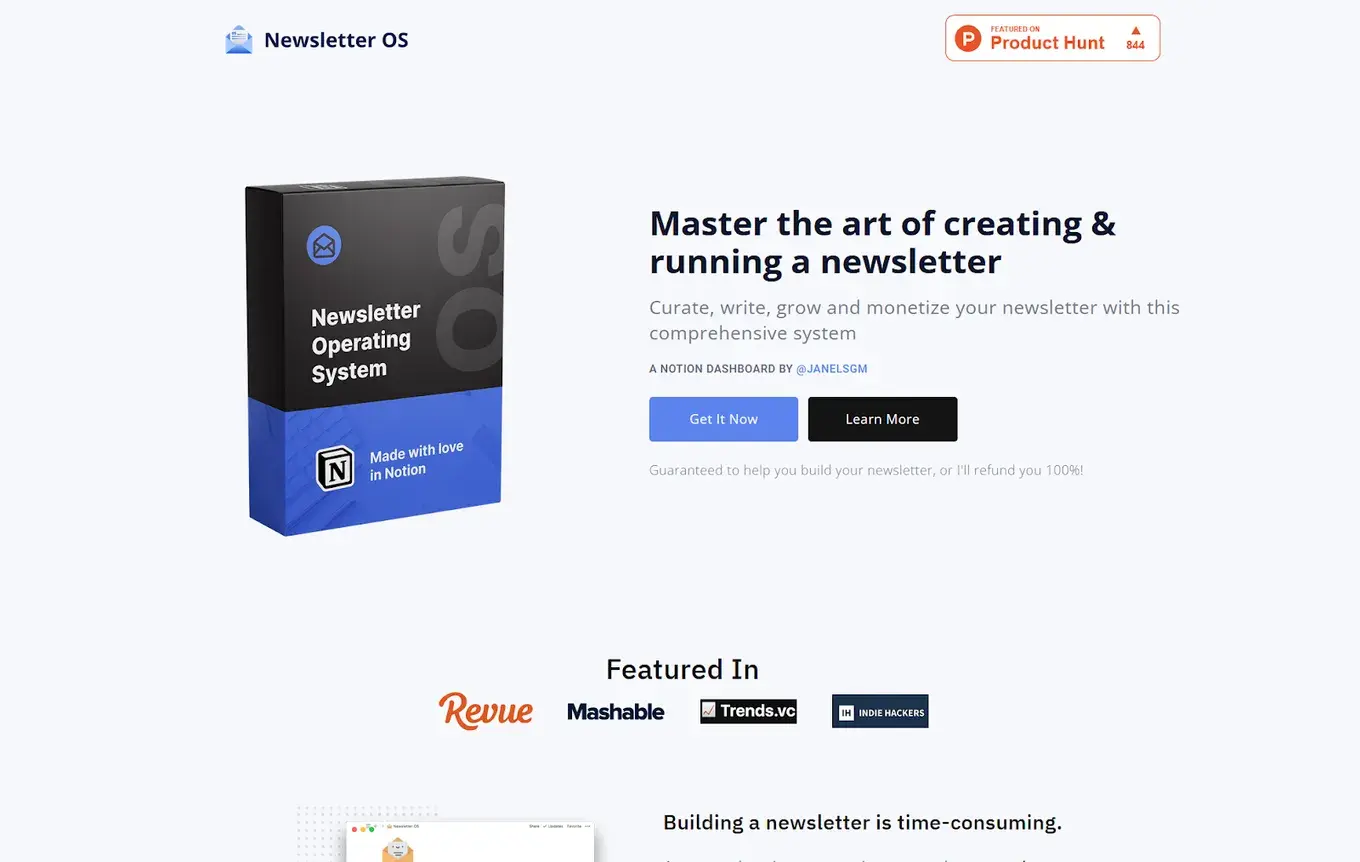 Newsletter OS
FEATURED ON
Product Hunt
844
OS
Newsletter
Operating
System
Made with love
in Notion
Master the art of creating &
running a newsletter
Curate, write, grow and monetize your newsletter with this
comprehensive system
A NOTION DASHBOARD BY @JANELSGM
Get It Now
Learn More
Guaranteed to help you build your newsletter, or I'll refund you 100%!
Featured In
Revue
Mashable
Trends.vc
IH INDIE HACKERS
Building a newsletter is time-consuming.
Newsletter OS
Share
Updates
Favorite